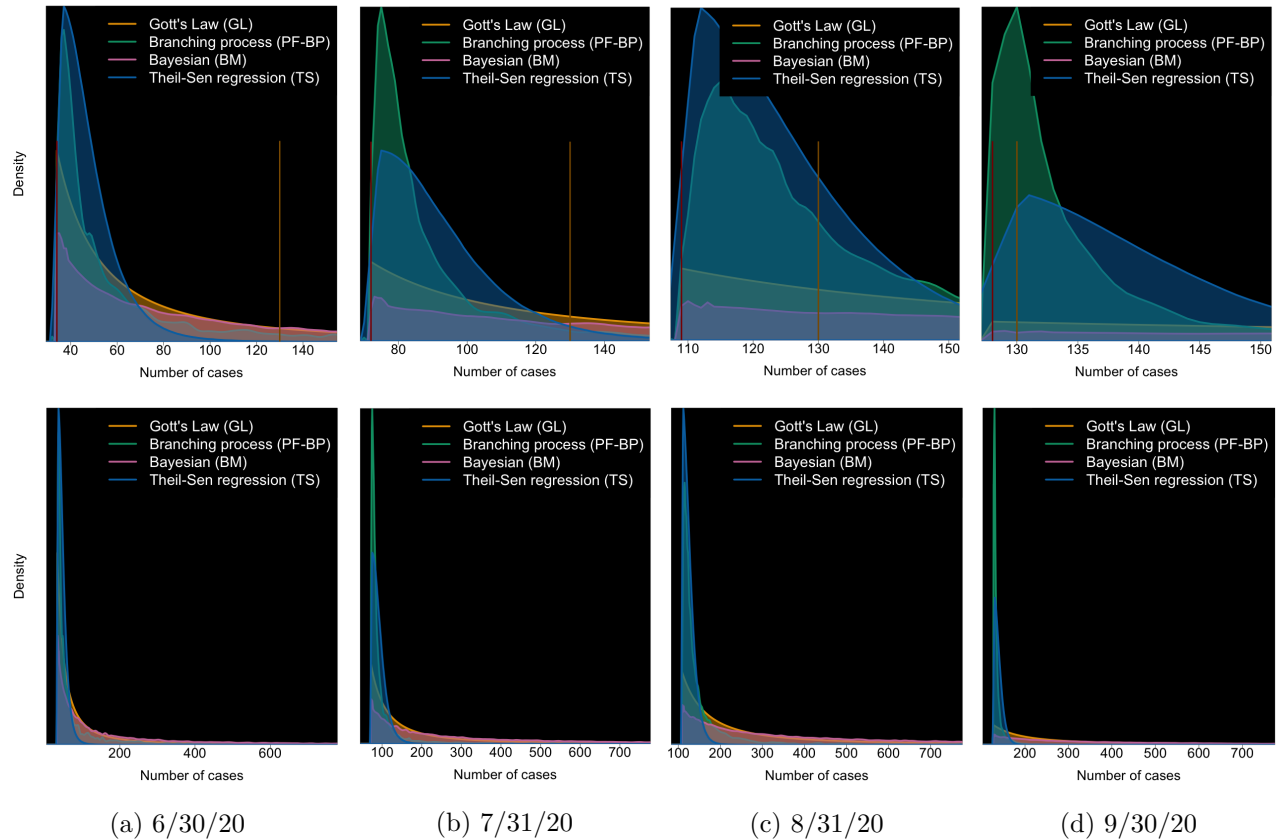 Gott's Law (GL)
Branching process (PF-BP)
Bayesian (BM)
Theil-Sen regression (TS)
Density
40 60 80 100 120 140
Number of cases
Gott's Law (GL)
Branching process (PF-BP)
Bayesian (BM)
Theil-Sen regression (TS)
80 100 120 140
Number of cases
Gott's Law (GL)
Branching process (PF-BP)
Bayesian (BM)
Theil-Sen regression (TS)
110 120 130 140 150
Number of cases
Gott's Law (GL)
Branching process (PF-BP)
Bayesian (BM)
Theil-Sen regression (TS)
130 135 140 145 150
Number of cases
Gott's Law (GL)
Branching process (PF-BP)
Bayesian (BM)
Theil-Sen regression (TS)
Density
200 400 600
Number of cases
Gott's Law (GL)
Branching process (PF-BP)
Bayesian (BM)
Theil-Sen regression (TS)
100 200 300 400 500 600 700
Number of cases
Gott's Law (GL)
Branching process (PF-BP)
Bayesian (BM)
Theil-Sen regression (TS)
100 200 300 400 500 600 700
Number of cases
Gott's Law (GL)
Branching process (PF-BP)
Bayesian (BM)
Theil-Sen regression (TS)
200 300 400 500 600 700
Number of cases
(a) 6/30/20
(b) 7/31/20
(c) 8/31/20
(d) 9/30/20